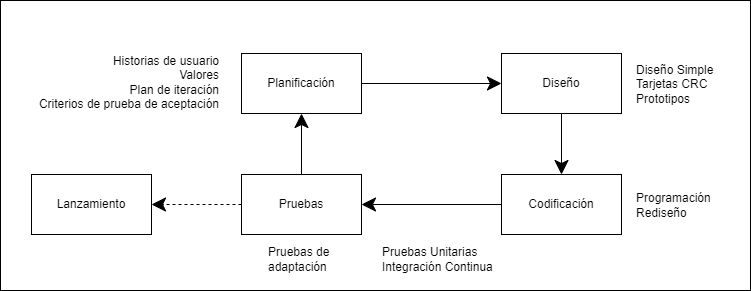 Historias de usuario
Valores
Plan de iteración
Criterios de prueba de aceptación
Planificación
Diseño
Diseño Simple
Tarjetas CRC
Prototipos
Lanzamiento
Pruebas
Codificación
Programación
Rediseño
Pruebas de
adaptación
Pruebas Unitarias
Integración Continua